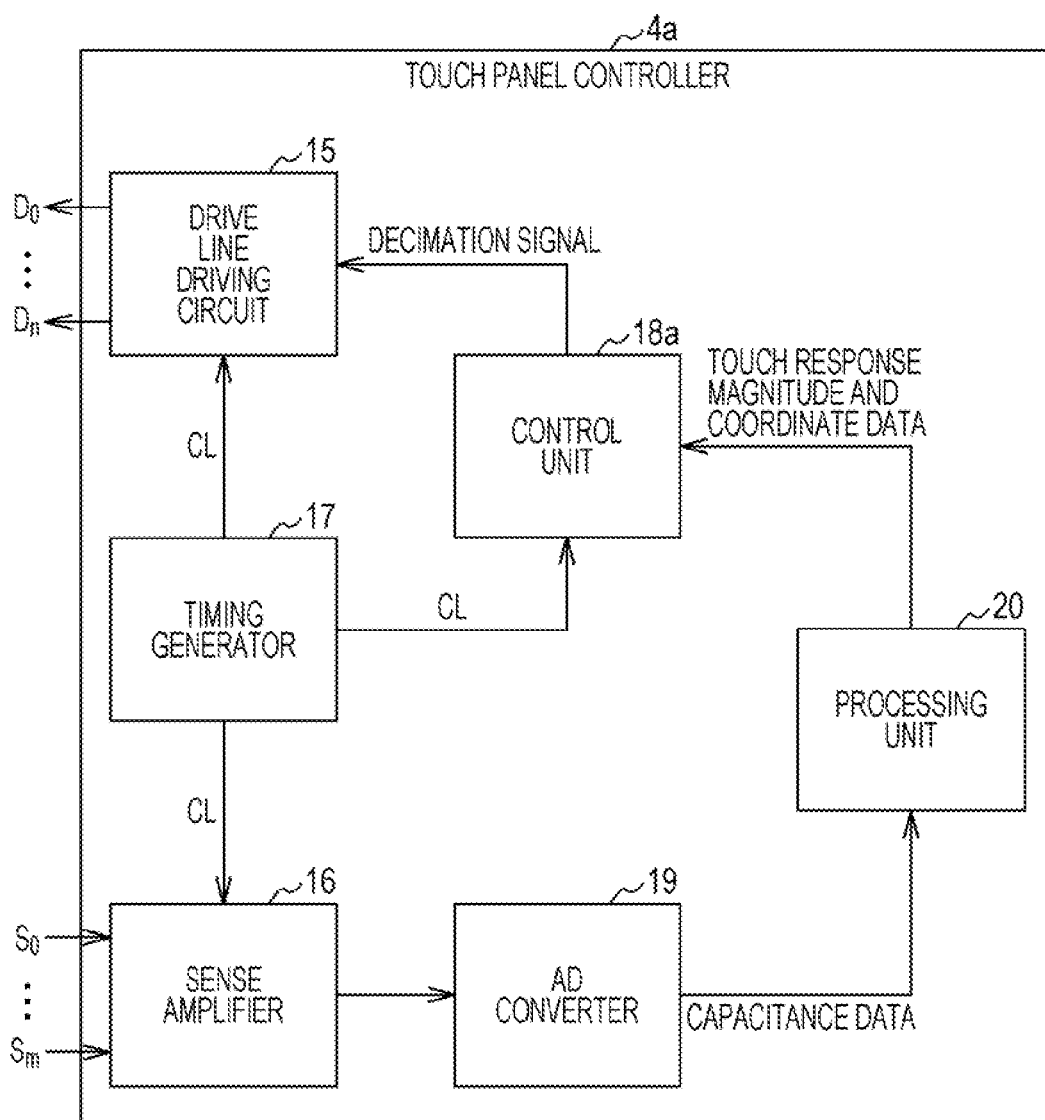 4a
TOUCH PANEL CONTROLLER
15
D0
DRIVE
LINE
DRIVING
CIRCUIT
Dn
DECIMATION SIGNAL
18a
CONTROL
UNIT
TOUCH RESPONSE
MAGNITUDE AND
COORDINATE DATA
CL
17
TIMING
GENERATOR
CL
20
PROCESSING
UNIT
CL
16
19
S0
SENSE
AMPLIFIER
Sm
AD
CONVERTER
CAPACITANCE DATA